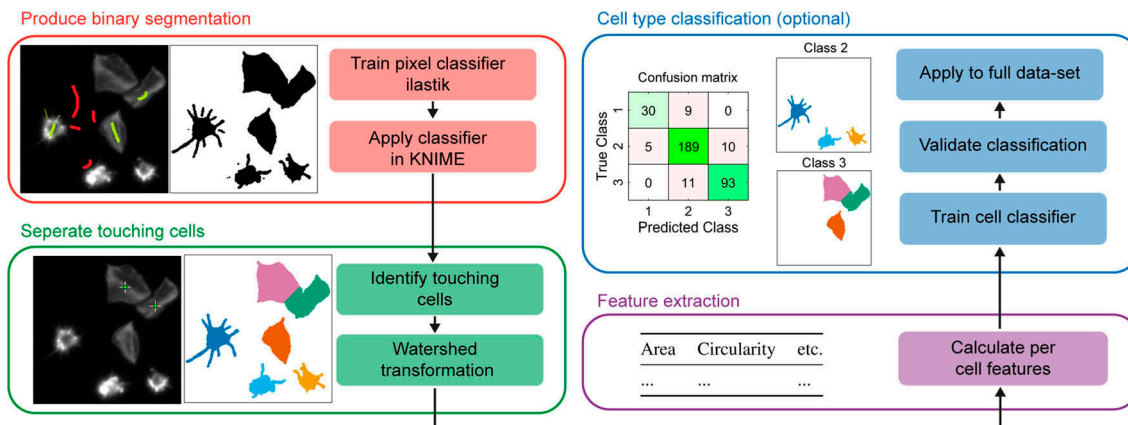 Produce binary segmentation
Train pixel classifier
ilastik
Apply classifier
in KNIME
Seperate touching cells
Identify touching
cells
Watershed
transformation
Cell type classification (optional)
Confusion matrix
True Class
1
30 9 0
2
5 189 10
3
0 11 93
1 2 3
Predicted Class
Class 2
Class 3
Apply to full data-set
Validate classification
Train cell classifier
Feature extraction
Area Circularity etc.
... ... ...
Calculate per
cell features